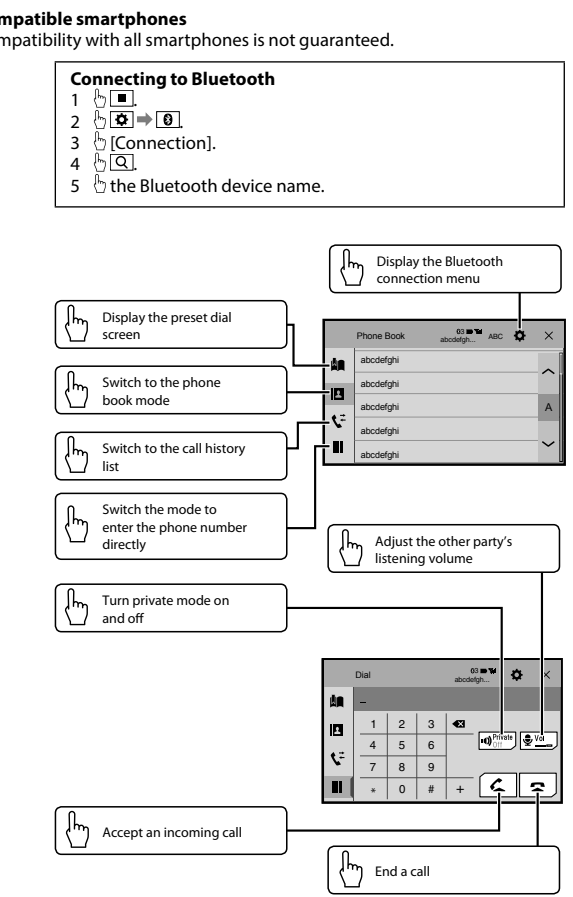 mpatible smartphones
mpatibility with all smartphones is not guaranteed.
Connecting to Bluetooth
1 .
2 .
3 [Connection].
4 .
5 the Bluetooth device name.
Display the Bluetooth
connection menu
Display the preset dial
screen
Switch to the phone
book mode
Switch to the call history
list
Switch the mode to
enter the phone number
directly
Phone Book
03
abcdefgh...
ABC
abcdefghi
abcdefghi
abcdefghi
A
abcdefghi
abcdefghi
Adjust the other party's
listening volume
Turn private mode on
and off
Dial
03
abcdefgh...
–
1 2 3
4 5 6
7 8 9
* 0 # +
Private
Off
Vol
Accept an incoming call
End a call